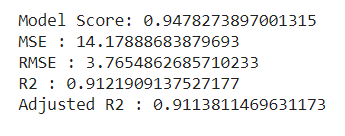 Model Score: 0.9478273897001315
MSE : 14.17888683879693
RMSE : 3.7654862685710233
R2 : 0.9121909137527177
Adjusted R2 : 0.9113811469631173